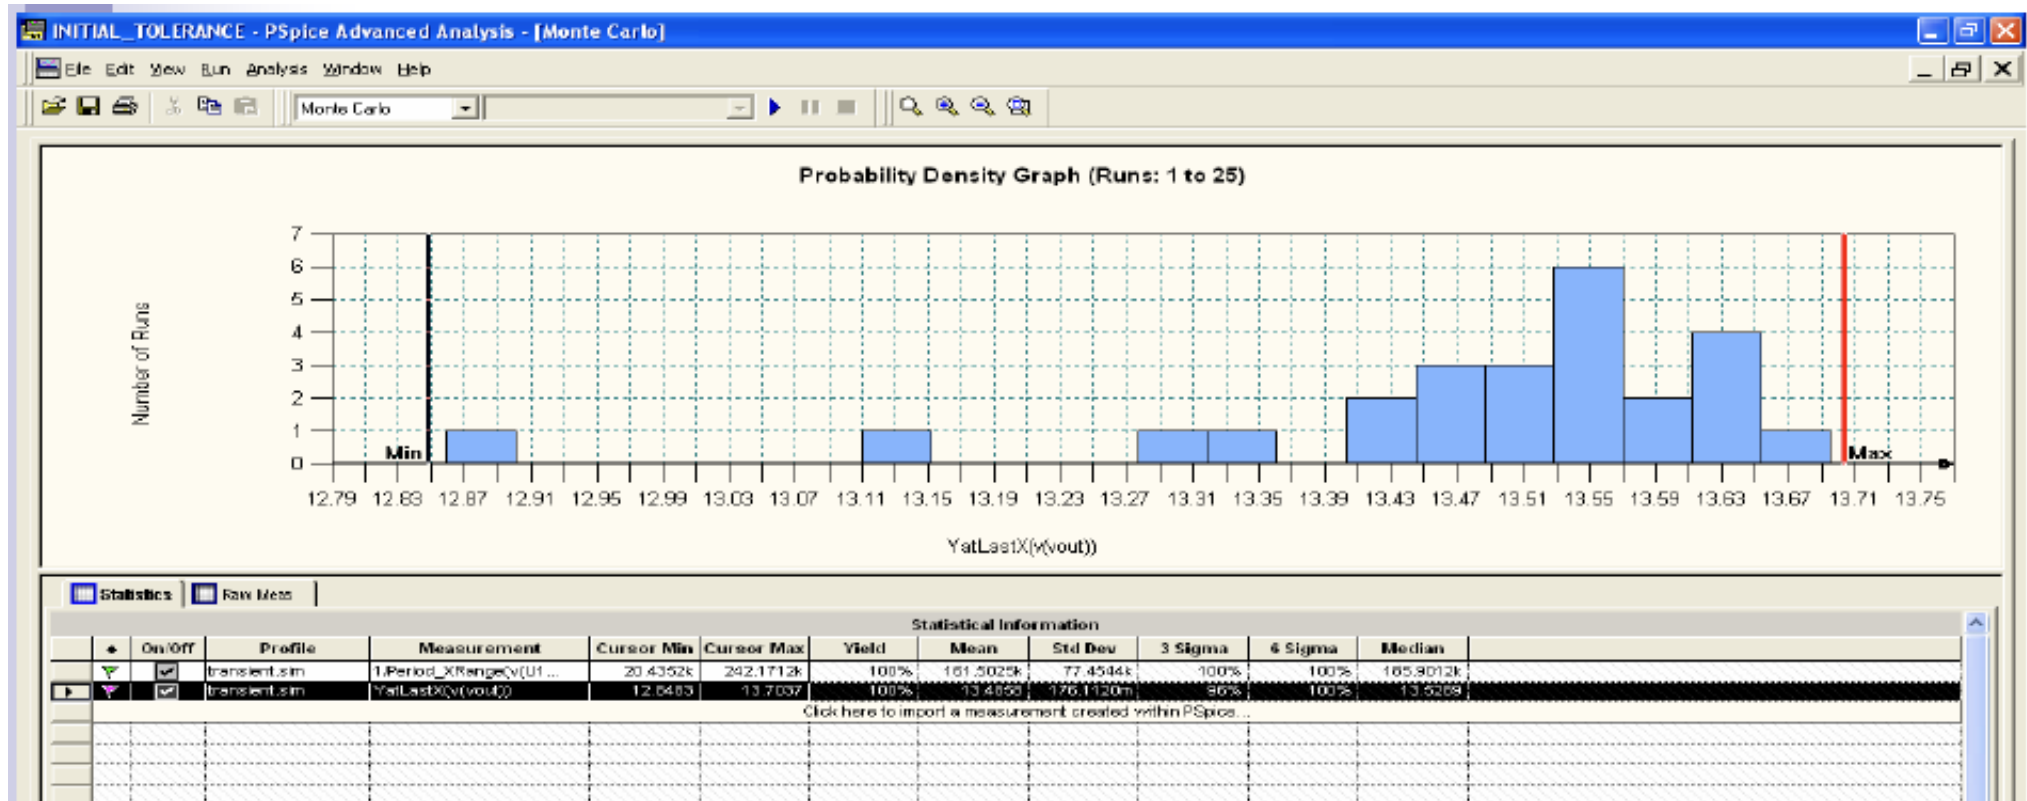 INITIAL_TOLERANCE - PSpice Advanced Analysis - [Monte Carlo]
File Edit View Run Analysis Window Help
Monte Carlo
Probability Density Graph (Runs: 1 to 25)
Number of Runs
7
6
5
4
3
2
1
0
Min
Max
12.79 12.83 12.87 12.91 12.95 12.99 13.03 13.07 13.11 13.15 13.19 13.23 13.27 13.31 13.35 13.39 13.43 13.47 13.51 13.55 13.59 13.63 13.67 13.71 13.75
YatLastX(v(vout))
Statistics Raw Meas
Statistical Information
On/Off Profile Measurement Cursor Min Cursor Max Yield Mean Std Dev 3 Sigma 6 Sigma Median
transient.sim 1/Period_XRange(v(U1... 20.4352k 242.1712k 100% 161.5025k 77.4544k 100% 100% 165.9012k
transient.sim YatLastX(v(vout)) 12.8483 13.7037 100% 13.4858 176.1120m 96% 100% 13.5289
Click here to import a measurement created within PSpice...